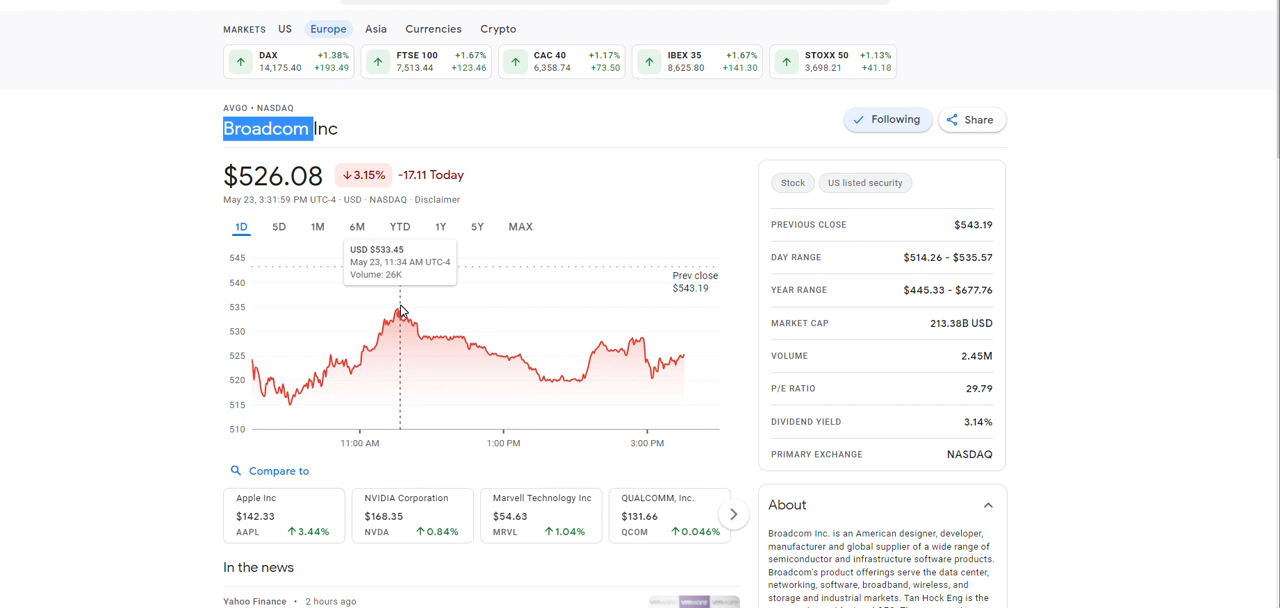 MARKETS US Europe Asia Currencies Crypto
DAX +1.38% FTSE 100 +1.67% CAC 40 +1.17% IBEX 35 +1.67% STOXX 50 +1.13%
14,175.40 +193.49 7,513.44 +123.46 6,358.74 +73.50 8,625.80 +141.30 3,698.21 +41.18
AVGO • NASDAQ
Broadcom Inc
Following Share
$526.08 ↓3.15% -17.11 Today
May 23, 3:31:59 PM UTC-4 · USD · NASDAQ · Disclaimer
1D 5D 1M 6M YTD 1Y 5Y MAX
USD $533.45
May 23, 11:34 AM UTC-4
Volume: 26K
Prev close
$543.19
545
540
535
530
525
520
515
510
11:00 AM 1:00 PM 3:00 PM
Compare to
Apple Inc
$142.33
AAPL ↑3.44%
NVIDIA Corporation
$168.35
NVDA ↑0.84%
Marvell Technology Inc
$54.63
MRVL ↑1.04%
QUALCOMM, Inc.
$131.66
QCOM ↑0.046%
In the news
Yahoo Finance • 2 hours ago
Stock US listed security
PREVIOUS CLOSE $543.19
DAY RANGE $514.26 - $535.57
YEAR RANGE $445.33 - $677.76
MARKET CAP 213.38B USD
VOLUME 2.45M
P/E RATIO 29.79
DIVIDEND YIELD 3.14%
PRIMARY EXCHANGE NASDAQ
About
Broadcom Inc. is an American designer, developer,
manufacturer and global supplier of a wide range of
semiconductor and infrastructure software products.
Broadcom's product offerings serve the data center,
networking, software, broadband, wireless, and
storage and industrial markets. Tan Hock Eng is the